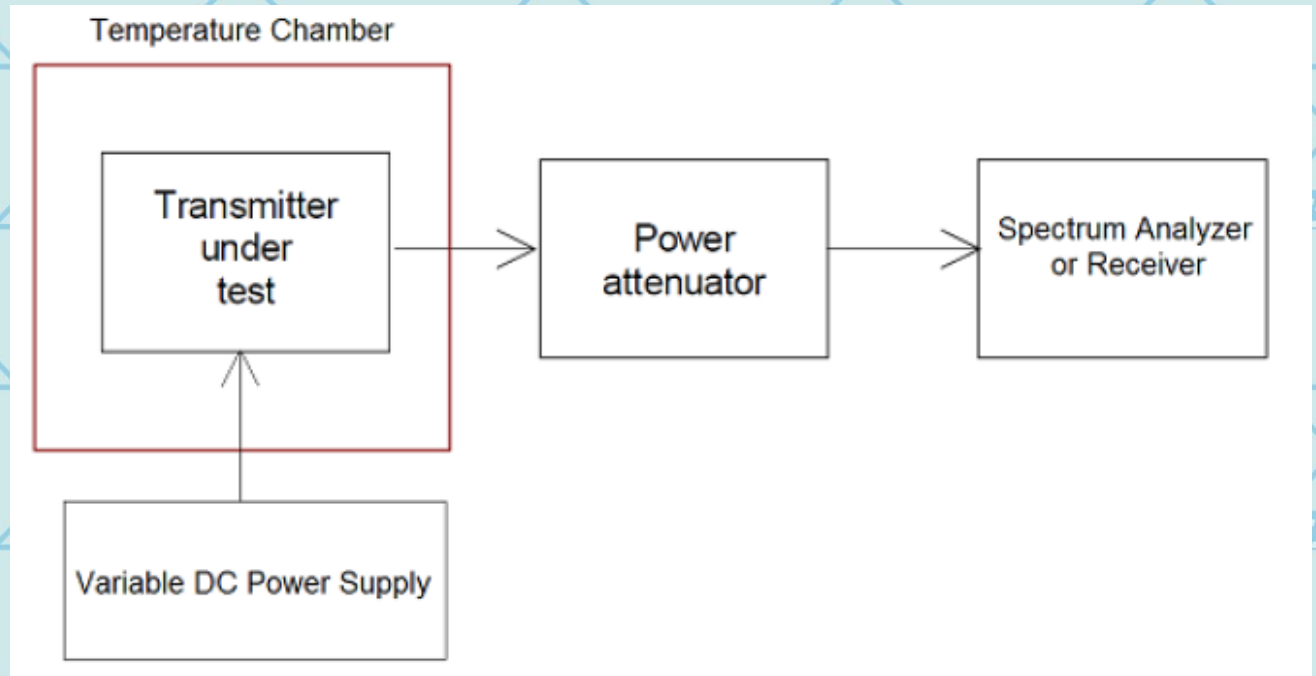 Temperature Chamber
Transmitter
under
test
Power
attenuator
Spectrum Analyzer
or Receiver
Variable DC Power Supply